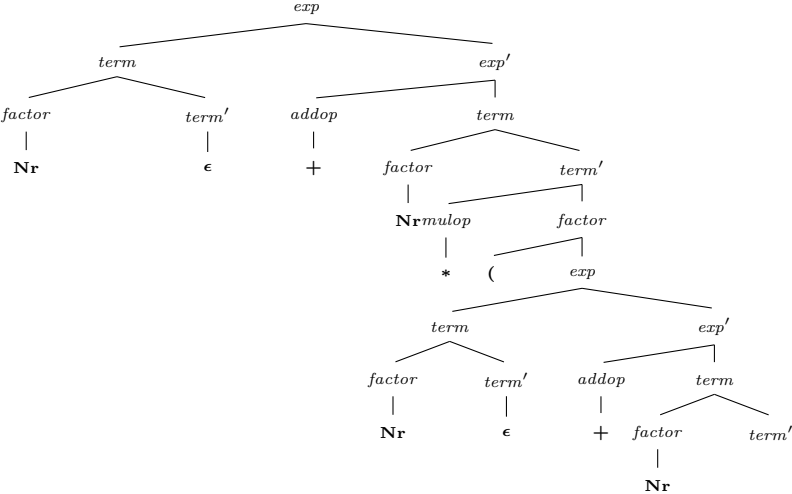 exp
term exp′
factor term′ addop term
Nr ϵ + factor term′
Nr mulop factor
∗ ( exp
term exp′
factor term′ addop term
Nr ϵ + factor term′
Nr